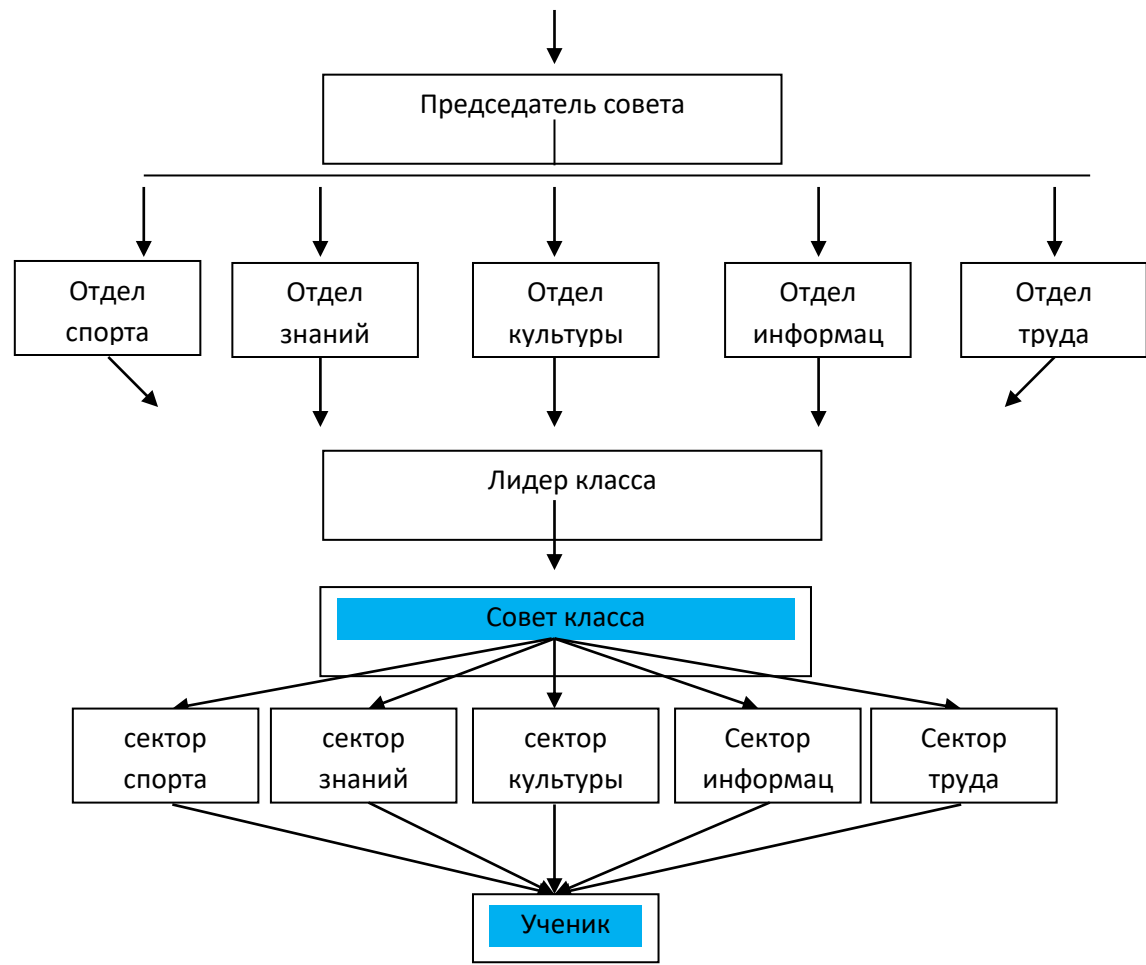 Председатель совета
Отдел
спорта
Отдел
знаний
Отдел
культуры
Отдел
информац
Отдел
труда
Лидер класса
Совет класса
сектор
спорта
сектор
знаний
сектор
культуры
Сектор
информац
Сектор
труда
Ученик